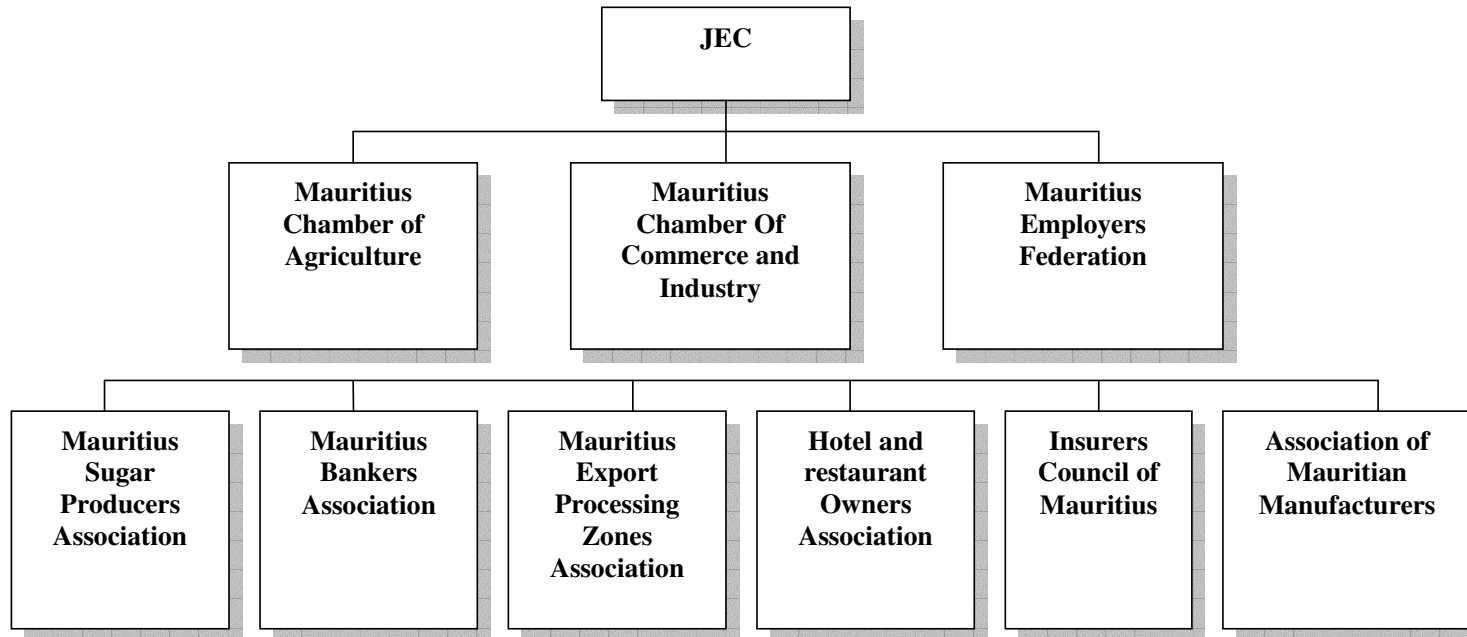 JEC
Mauritius
Chamber of
Agriculture
Mauritius
Chamber Of
Commerce and
Industry
Mauritius
Employers
Federation
Mauritius
Sugar
Producers
Association
Mauritius
Bankers
Association
Mauritius
Export
Processing
Zones
Association
Hotel and
restaurant
Owners
Association
Insurers
Council of
Mauritius
Association of
Mauritian
Manufacturers